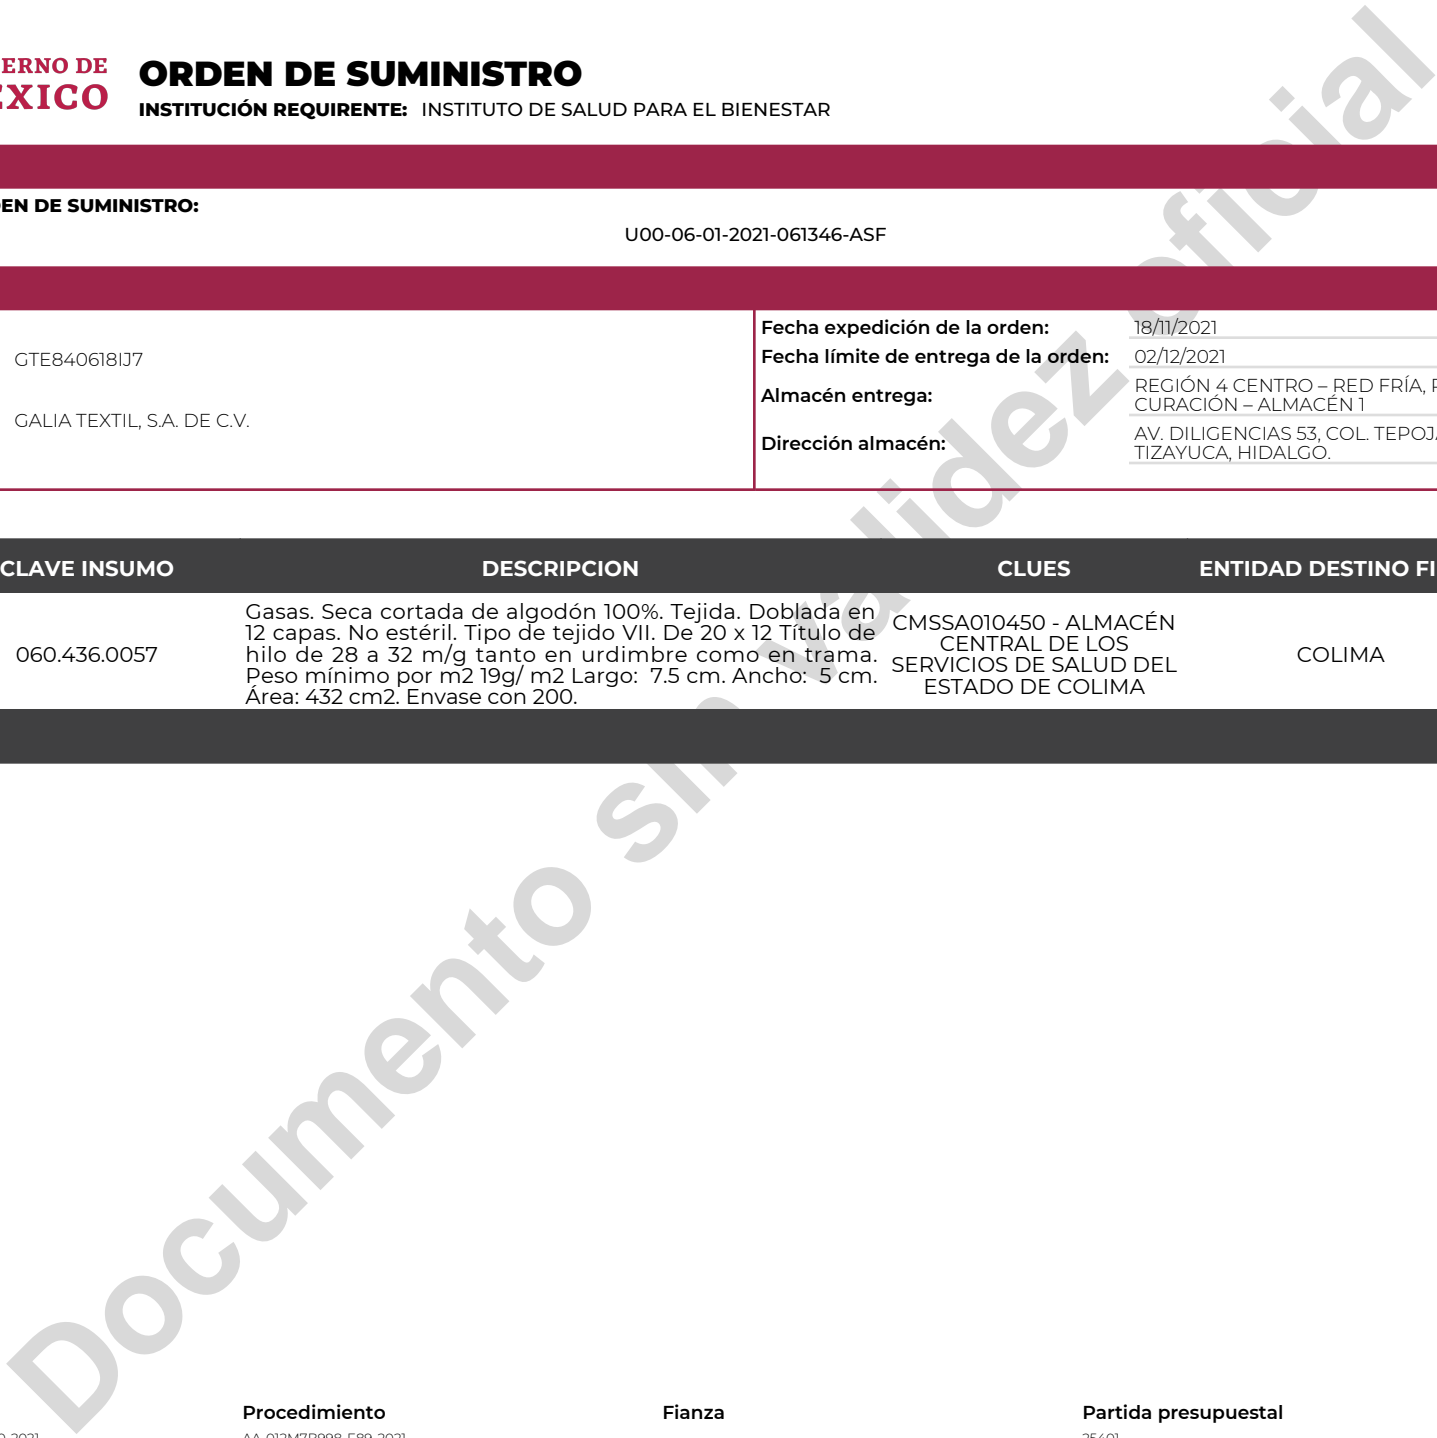 ERNO DE
EXICO
ORDEN DE SUMINISTRO
INSTITUCIÓN REQUIRENTE: INSTITUTO DE SALUD PARA EL BIENESTAR
EN DE SUMINISTRO:
U00-06-01-2021-061346-ASF
GTE840618IJ7
GALIA TEXTIL, S.A. DE C.V.
Fecha expedición de la orden: 18/11/2021
Fecha límite de entrega de la orden: 02/12/2021
Almacén entrega: REGIÓN 4 CENTRO – RED FRÍA,
CURACIÓN – ALMACÉN 1
Dirección almacén: AV. DILIGENCIAS 53, COL. TEPOJ
TIZAYUCA, HIDALGO.
CLAVE INSUMO DESCRIPCION CLUES ENTIDAD DESTINO FI
060.436.0057
Gasas. Seca cortada de algodón 100%. Tejida. Doblada en
12 capas. No estéril. Tipo de tejido VII. De 20 x 12 Título de
hilo de 28 a 32 m/g tanto en urdimbre como en trama.
Peso mínimo por m2 19g/ m2 Largo: 7.5 cm. Ancho: 5 cm.
Área: 432 cm2. Envase con 200.
CMSSA010450 - ALMACÉN
CENTRAL DE LOS
SERVICIOS DE SALUD DEL
ESTADO DE COLIMA
COLIMA
Documento sin validez oficial
Procedimiento Fianza Partida presupuestal